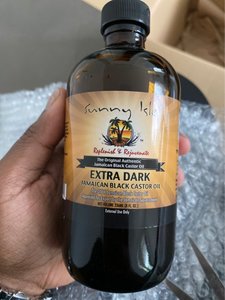 Sunny Isle
Replenish & Rejuvenate
The Original Authentic
Jamaican Black Castor Oil
EXTRA DARK
JAMAICAN BLACK CASTOR OIL
External Use Only